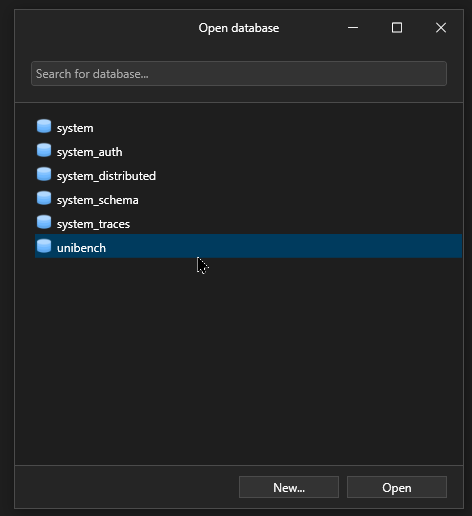 Open database
Search for database...
system
system_auth
system_distributed
system_schema
system_traces
unibench
New... Open